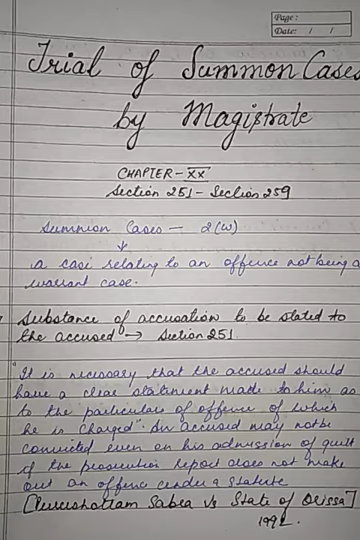 Page :
Date : / /
Trial of Summon Cases
by Magistrate
CHAPTER - XX
Section 251 - Section 259
Summon Cases — 2(w)
↓
a case relating to an offence not being a
warrant case.
Substance of accusation to be stated to
the accused → Section 251
"It is necessary that the accused should
have a clear statement made to him as
to the particulars of offence of which
he is charged". An accused may not be
convicted even on his admission of guilt
if the prosecution report does not make
out an offence under a statute
[Purushottam Sabra vs State of Orissa]